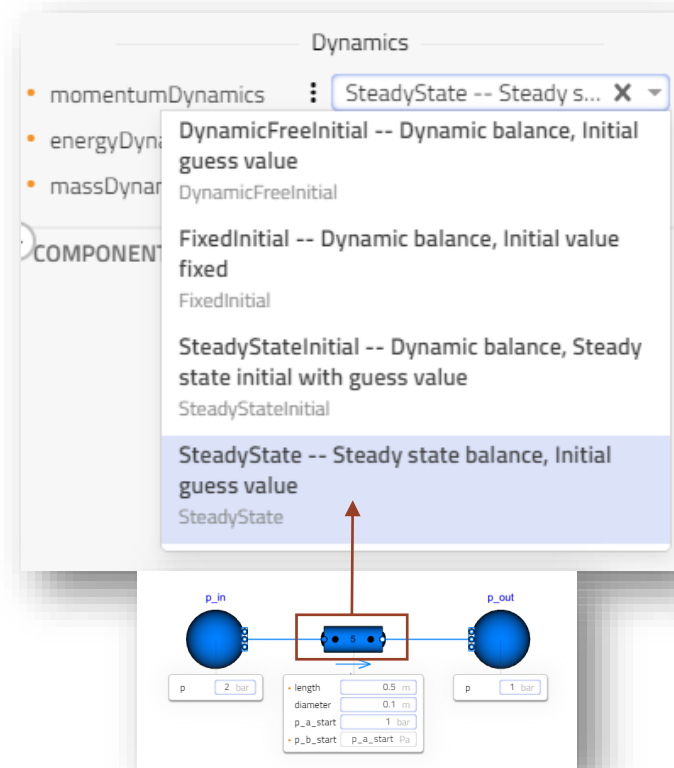 Dynamics
momentumDynamics
SteadyState -- Steady s...
energyDyna
massDynar
COMPONENT
DynamicFreeInitial -- Dynamic balance, Initial
guess value
DynamicFreeInitial
FixedInitial -- Dynamic balance, Initial value
fixed
FixedInitial
SteadyStateInitial -- Dynamic balance, Steady
state initial with guess value
SteadyStateInitial
SteadyState -- Steady state balance, Initial
guess value
SteadyState
p_in
p_out
5
p 2 bar
length 0.5 m
diameter 0.1 m
p_a_start 1 bar
p_b_start p_a_start Pa
p 1 bar